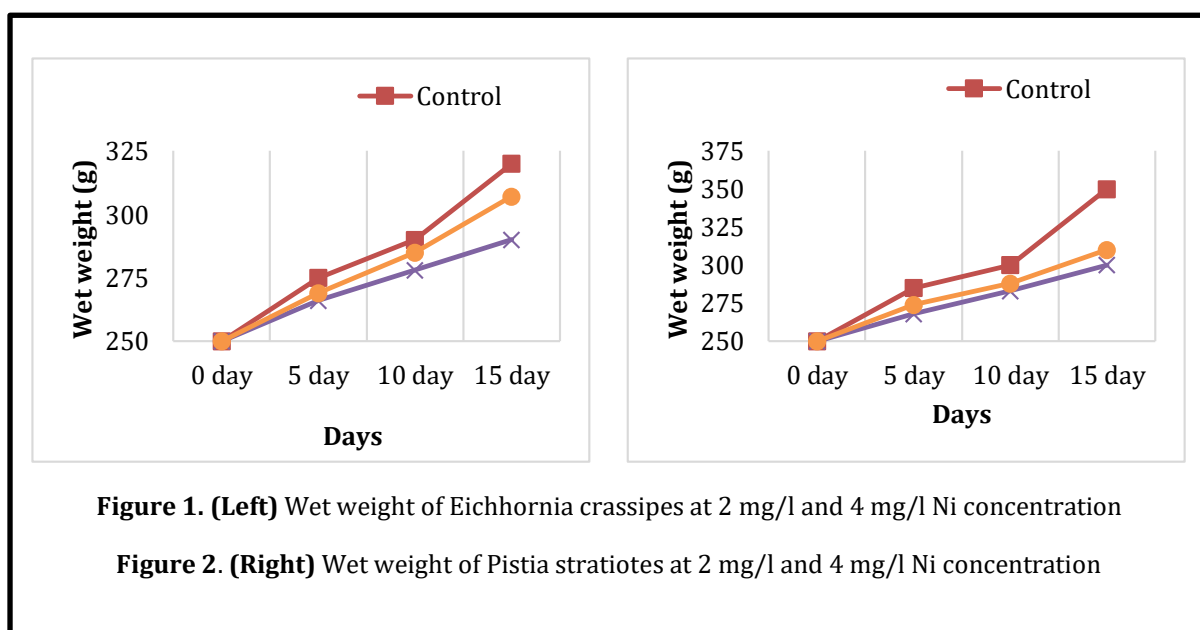 Control
Wet weight (g)
325
300
275
250
0 day 5 day 10 day 15 day
Days
Control
Wet weight (g)
375
350
325
300
275
250
0 day 5 day 10 day 15 day
Days
Figure 1. (Left) Wet weight of Eichhornia crassipes at 2 mg/l and 4 mg/l Ni concentration
Figure 2. (Right) Wet weight of Pistia stratiotes at 2 mg/l and 4 mg/l Ni concentration